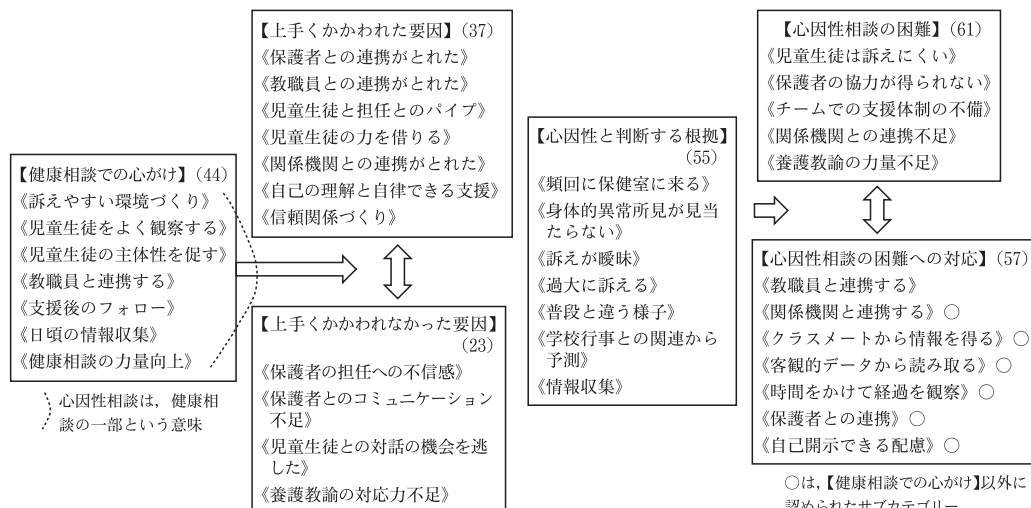 【健康相談での心がけ】(44)
《訴えやすい環境づくり》
《児童生徒をよく観察する》
《児童生徒の主体性を促す》
《教職員と連携する》
《支援後のフォロー》
《日頃の情報収集》
《健康相談の力量向上》
心因性相談は，健康相
談の一部という意味
【上手くかかわれた要因】(37)
《保護者との連携がとれた》
《教職員との連携がとれた》
《児童生徒と担任とのパイプ》
《児童生徒の力を借りる》
《関係機関との連携がとれた》
《自己の理解と自律できる支援》
《信頼関係づくり》
【上手くかかわれなかった要因】
(23)
《保護者の担任への不信感》
《保護者とのコミュニケーション
不足》
《児童生徒との対話の機会を逃
した》
《養護教諭の対応力不足》
【心因性と判断する根拠】
(55)
《頻回に保健室に来る》
《身体的異常所見が見当
たらない》
《訴えが曖昧》
《過大に訴える》
《普段と違う様子》
《学校行事との関連から
予測》
《情報収集》
【心因性相談の困難】(61)
《児童生徒は訴えにくい》
《保護者の協力が得られない》
《チームでの支援体制の不備》
《関係機関との連携不足》
《養護教諭の力量不足》
【心因性相談の困難への対応】(57)
《教職員と連携する》
《関係機関と連携する》○
《クラスメートから情報を得る》○
《客観的データから読み取る》○
《時間をかけて経過を観察》○
《保護者との連携》○
《自己開示できる配慮》○
○は，【健康相談での心がけ】以外に
認められたサブカテゴリー